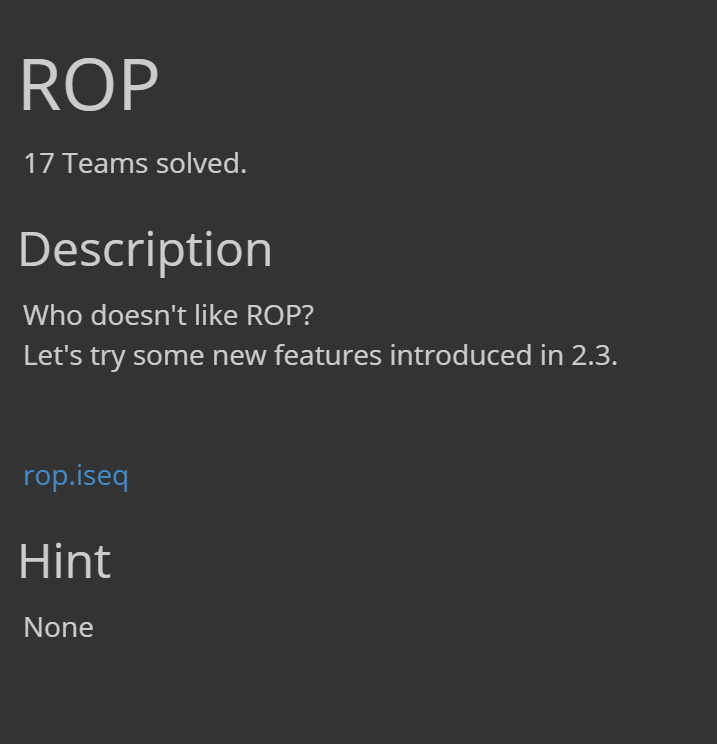 ROP
17 Teams solved.
Description
Who doesn't like ROP?
Let's try some new features introduced in 2.3.
rop.iseq
Hint
None